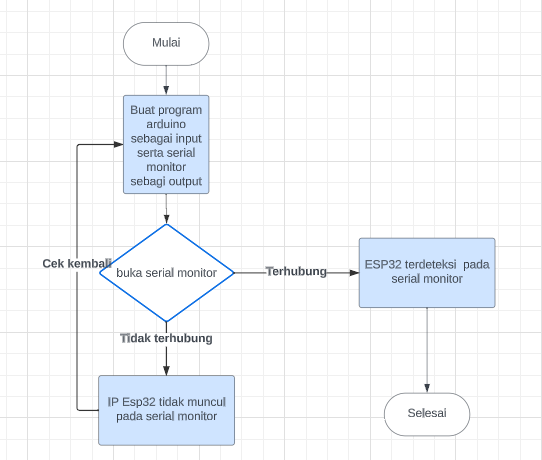 Mulai
Buat program
arduino
sebagai input
serta serial
monitor
sebagi output
Cek kembali
buka serial monitor
Terhubung
ESP32 terdeteksi pada
serial monitor
Tidak terhubung
IP Esp32 tidak muncul
pada serial monitor
Selesai